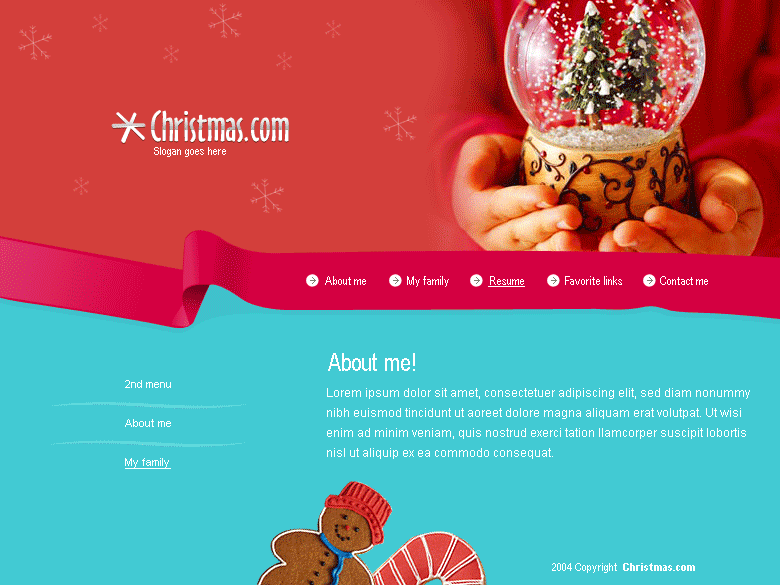 Christmas.com
Slogan goes here
About me
My family
Resume
Favorite links
Contact me
2nd menu
About me
My family
About me!
Lorem ipsum dolor sit amet, consectetuer adipiscing elit, sed diam nonummy
nibh euismod tincidunt ut aoreet dolore magna aliquam erat volutpat. Ut wisi
enim ad minim veniam, quis nostrud exerci tation llamcorper suscipit lobortis
nisl ut aliquip ex ea commodo consequat.
2004 Copyright Christmas.com